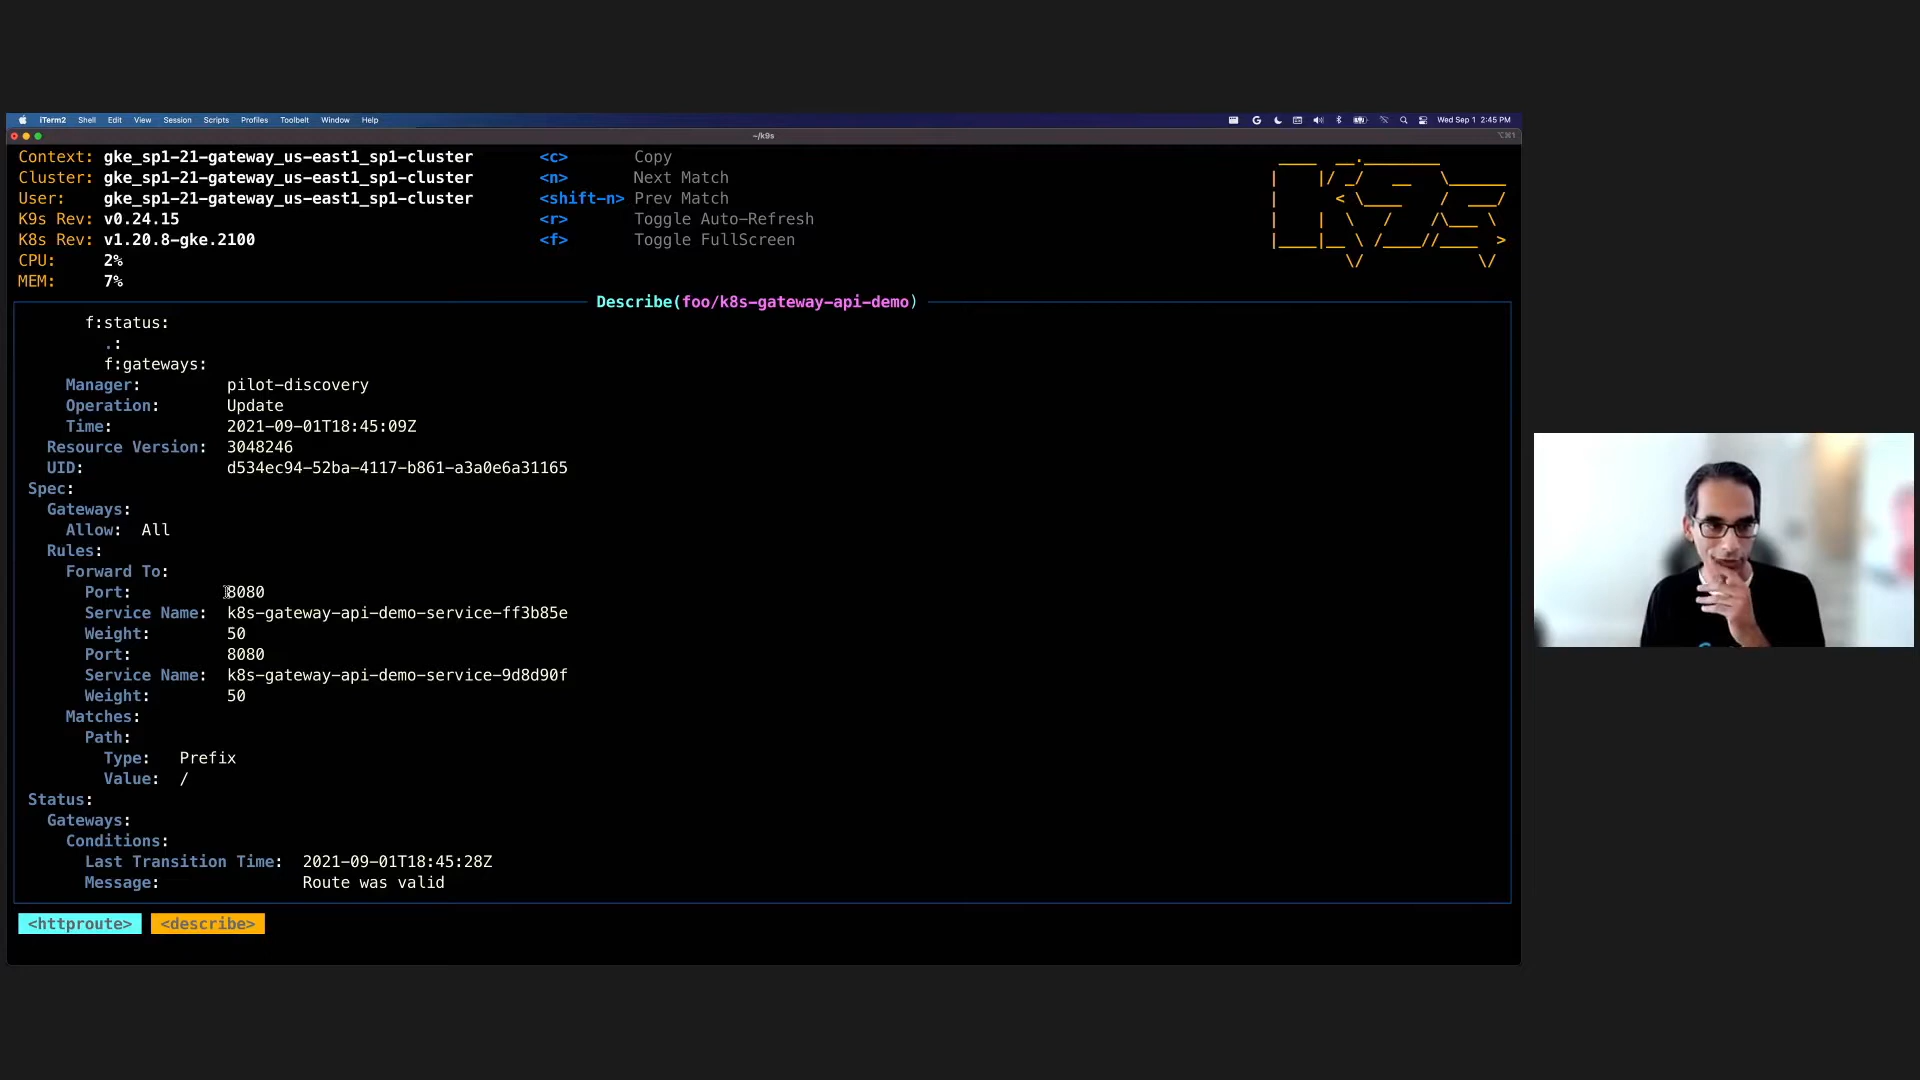 iTerm2 Shell Edit View Session Scripts Profiles Toolbelt Window Help Wed Sep 1 2:45 PM
~/k9s
Context: gke_sp1-21-gateway_us-east1_sp1-cluster <c> Copy
Cluster: gke_sp1-21-gateway_us-east1_sp1-cluster <n> Next Match
User: gke_sp1-21-gateway_us-east1_sp1-cluster <shift-n> Prev Match
K9s Rev: v0.24.15 <r> Toggle Auto-Refresh
K8s Rev: v1.20.8-gke.2100 <f> Toggle FullScreen
CPU: 2%
MEM: 7%
Describe(foo/k8s-gateway-api-demo)
f:status:
.:
f:gateways:
Manager: pilot-discovery
Operation: Update
Time: 2021-09-01T18:45:09Z
Resource Version: 3048246
UID: d534ec94-52ba-4117-b861-a3a0e6a31165
Spec:
Gateways:
Allow: All
Rules:
Forward To:
Port: 8080
Service Name: k8s-gateway-api-demo-service-ff3b85e
Weight: 50
Port: 8080
Service Name: k8s-gateway-api-demo-service-9d8d90f
Weight: 50
Matches:
Path:
Type: Prefix
Value: /
Status:
Gateways:
Conditions:
Last Transition Time: 2021-09-01T18:45:28Z
Message: Route was valid
<httproute> <describe>